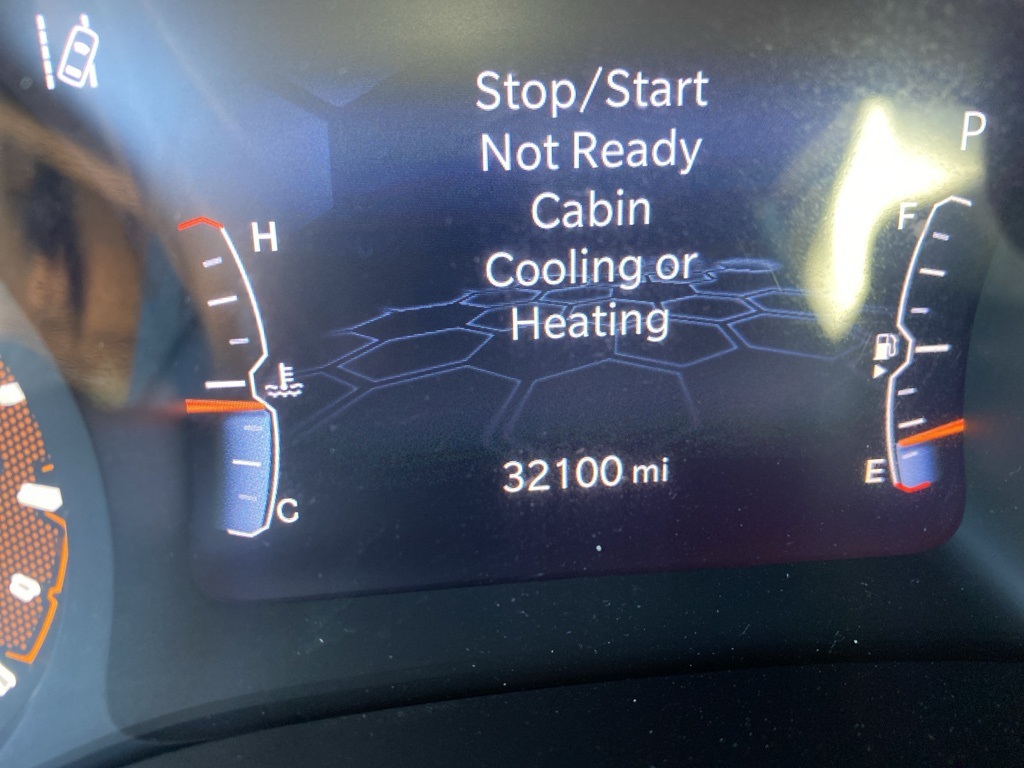 Stop/Start
Not Ready
P
Cabin
H
F
Cooling or
Heating
32100 mi
E
C